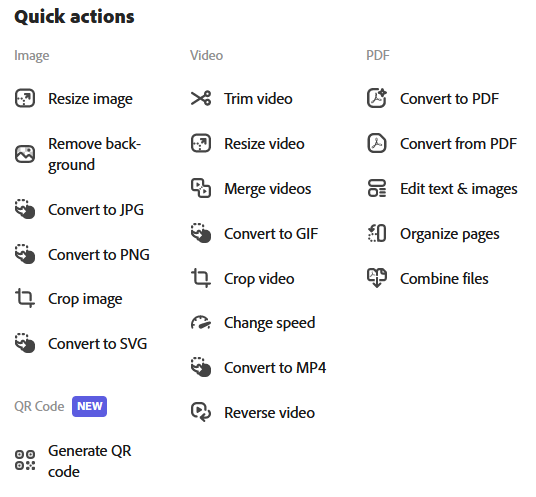 Quick actions
Image
Resize image
Remove back-
ground
Convert to JPG
Convert to PNG
Crop image
Convert to SVG
QR Code NEW
Generate QR
code
Video
Trim video
Resize video
Merge videos
Convert to GIF
Crop video
Change speed
Convert to MP4
Reverse video
PDF
Convert to PDF
Convert from PDF
Edit text & images
Organize pages
Combine files